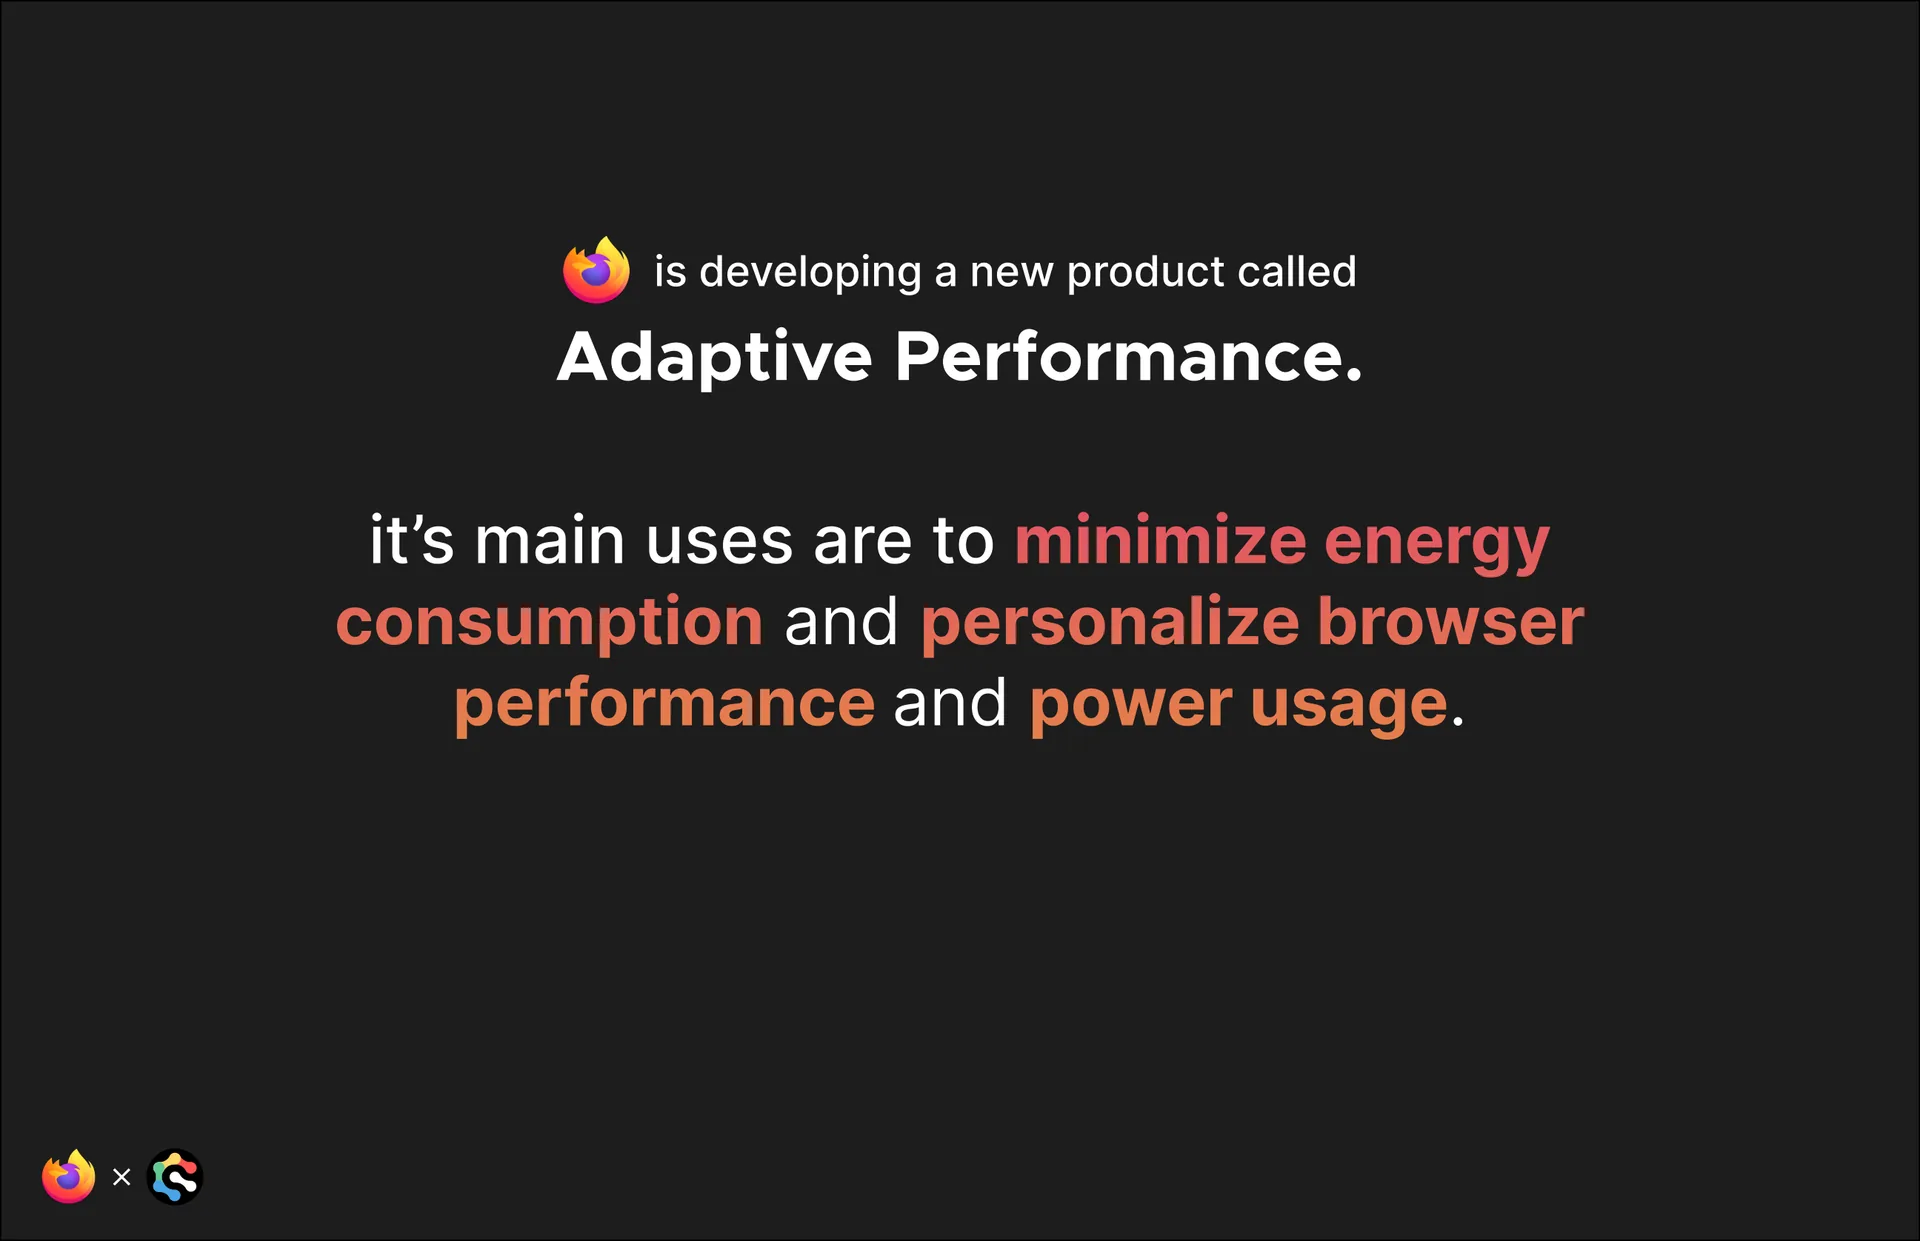 is developing a new product called
Adaptive Performance.
it’s main uses are to minimize energy
consumption and personalize browser
performance and power usage.
×